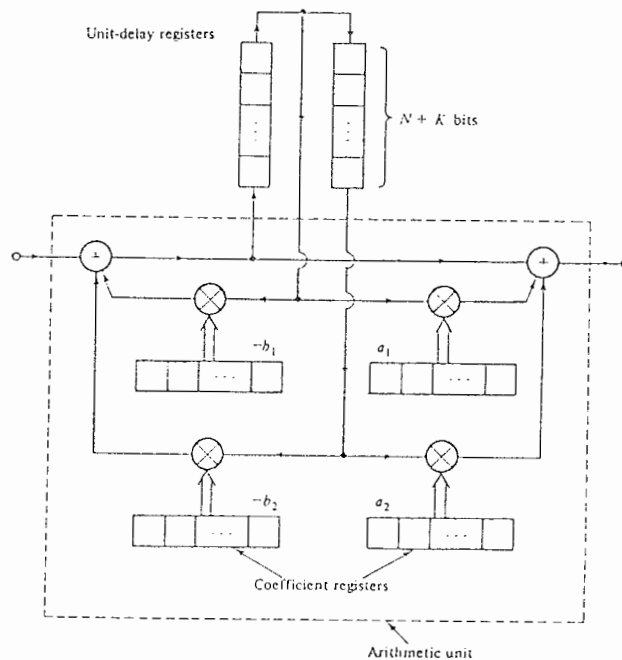 Unit-delay registers
N + K bits
+
+
-b₁
a₁
...
...
-b₂
a₂
...
...
Coefficient registers
Arithmetic unit